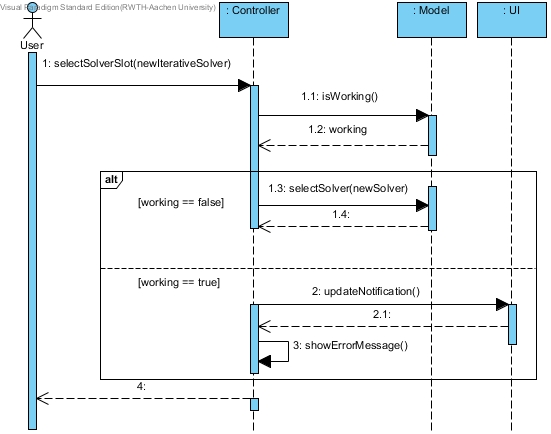 Visual Paradigm Standard Edition(RWTH-Aachen University)
: Controller
: Model
: UI
User
1: selectSolverSlot(newIterativeSolver)
1.1: isWorking()
1.2: working
alt
1.3: selectSolver(newSolver)
[working == false]
1.4:
[working == true]
2: updateNotification()
2.1:
3: showErrorMessage()
4: